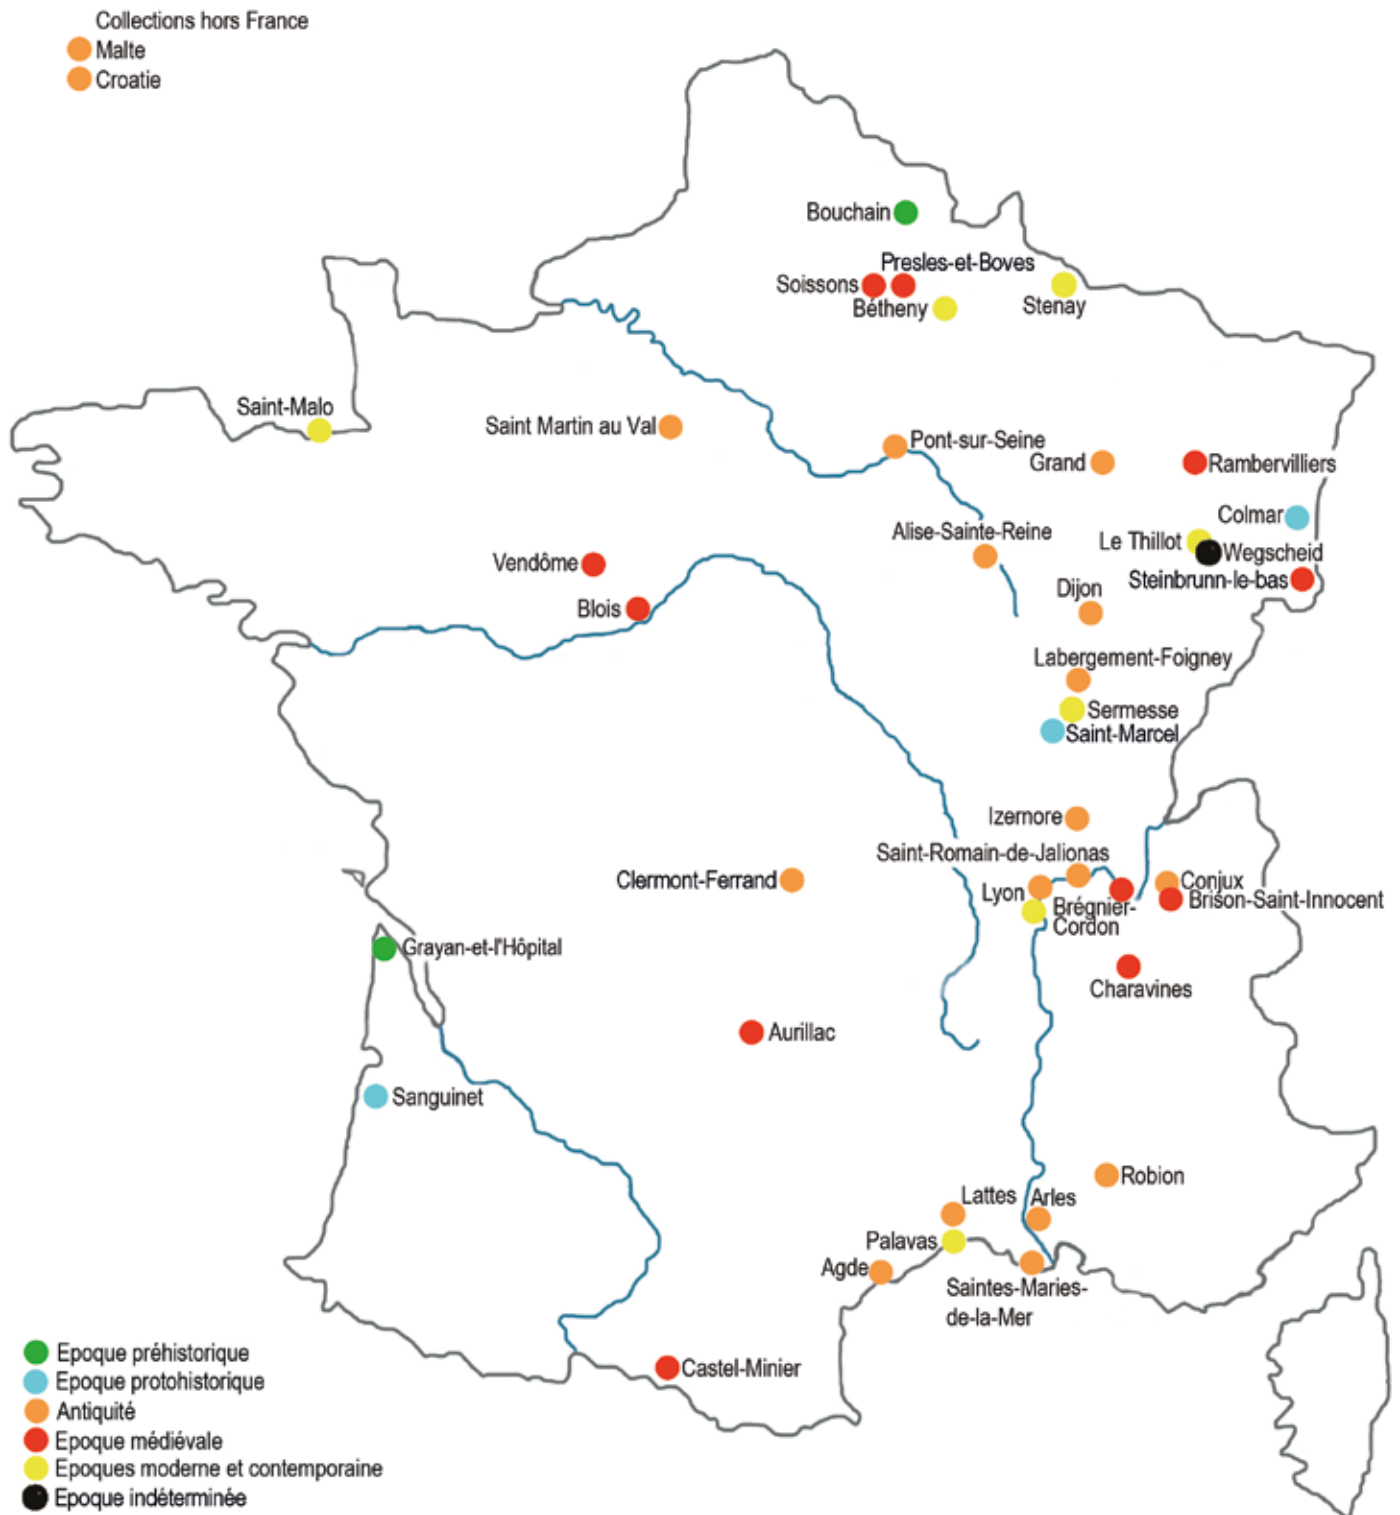 Collections hors France
Malte
Croatie
Bouchain
Presles-et-Boves
Soissons
Bétheny
Stenay
Saint-Malo
Saint Martin au Val
Pont-sur-Seine
Grand
Rambervilliers
Colmar
Alise-Sainte-Reine
Le Thillot
Wegscheid
Vendôme
Steinbrunn-le-bas
Dijon
Blois
Labergement-Foigney
Sermesse
Saint-Marcel
Izernore
Saint-Romain-de-Jalionas
Clermont-Ferrand
Conjux
Lyon
Brison-Saint-Innocent
Brégnier-
Cordon
Grayan-et-l'Hôpital
Charavines
Aurillac
Sanguinet
Robion
Lattes
Arles
Palavas
Agde
Saintes-Maries-
de-la-Mer
Castel-Minier
Epoque préhistorique
Epoque protohistorique
Antiquité
Epoque médiévale
Epoques moderne et contemporaine
Epoque indéterminée